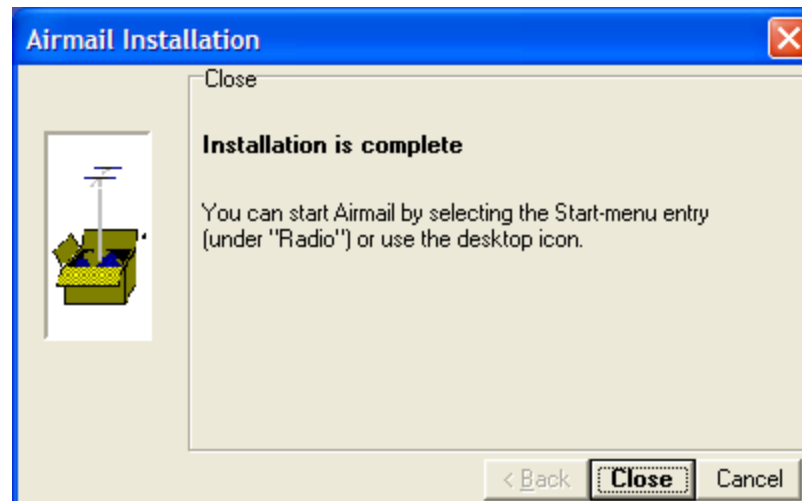 Airmail Installation
Close
Installation is complete
You can start Airmail by selecting the Start-menu entry
(under "Radio") or use the desktop icon.
< Back Close Cancel